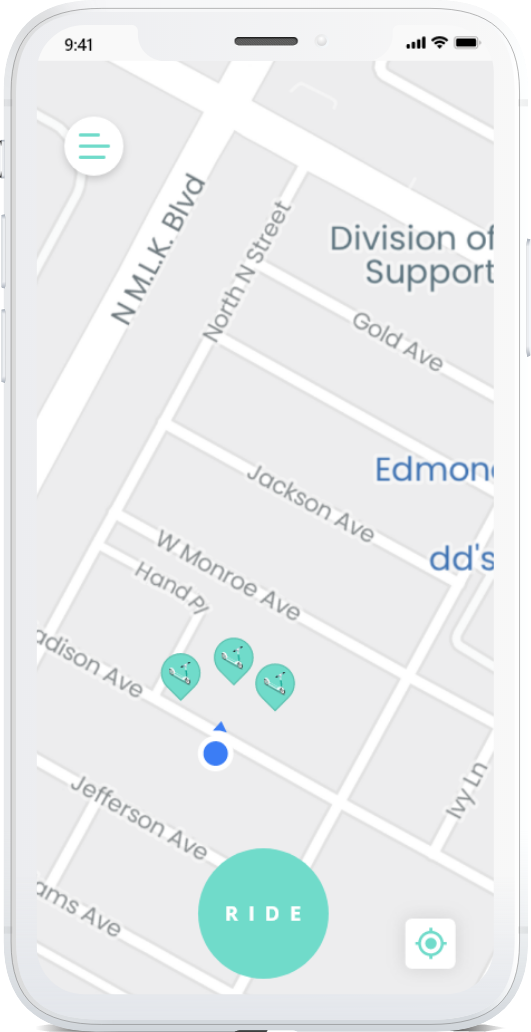 9:41
N M.L.K. Blvd
North N Street
Division of
Support
Gold Ave
Edmon
dd's
Jackson Ave
W Monroe Ave
Hand Pl
adison Ave
Ivy Ln
Jefferson Ave
ams Ave
RIDE